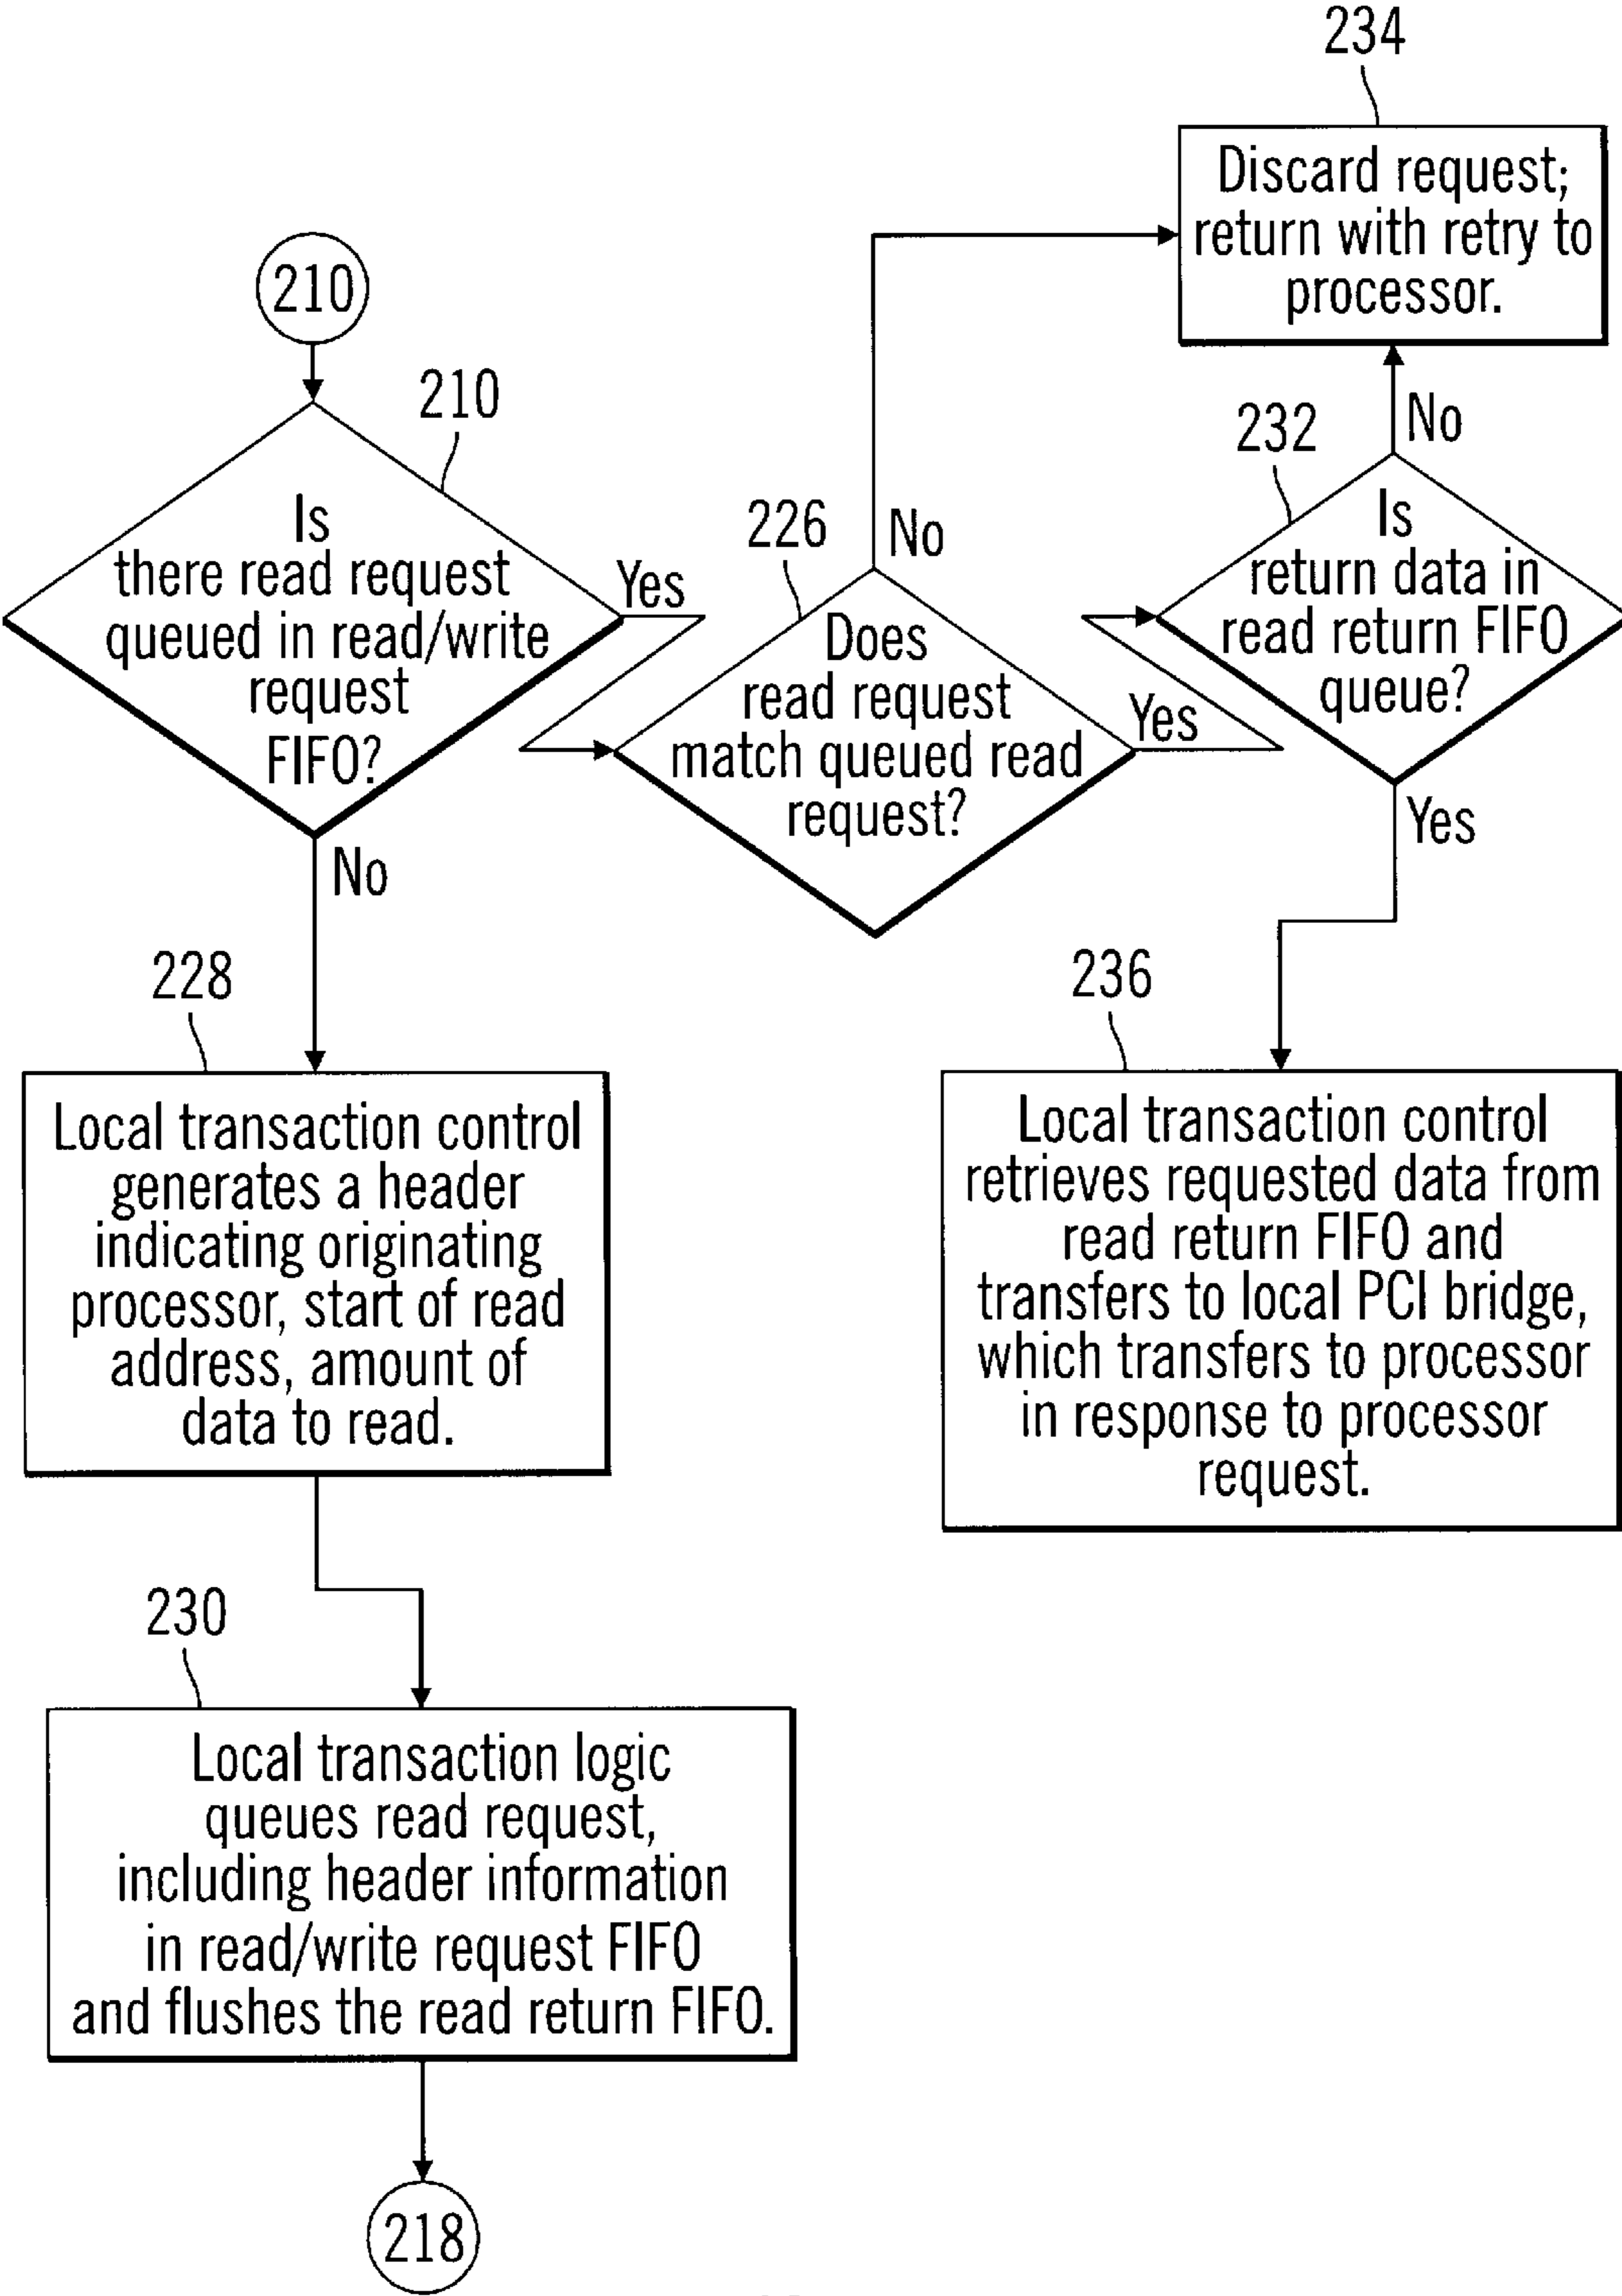 234
Discard request;
return with retry to
processor.
210
210
Is
there read request
queued in read/write
request
FIFO?
Yes
No
226
Does
read request
match queued read
request?
No
Yes
232
Is
return data in
read return FIFO
queue?
No
Yes
228
Local transaction control
generates a header
indicating originating
processor, start of read
address, amount of
data to read.
236
Local transaction control
retrieves requested data from
read return FIFO and
transfers to local PCI bridge,
which transfers to processor
in response to processor
request.
230
Local transaction logic
queues read request,
including header information
in read/write request FIFO
and flushes the read return FIFO.
218